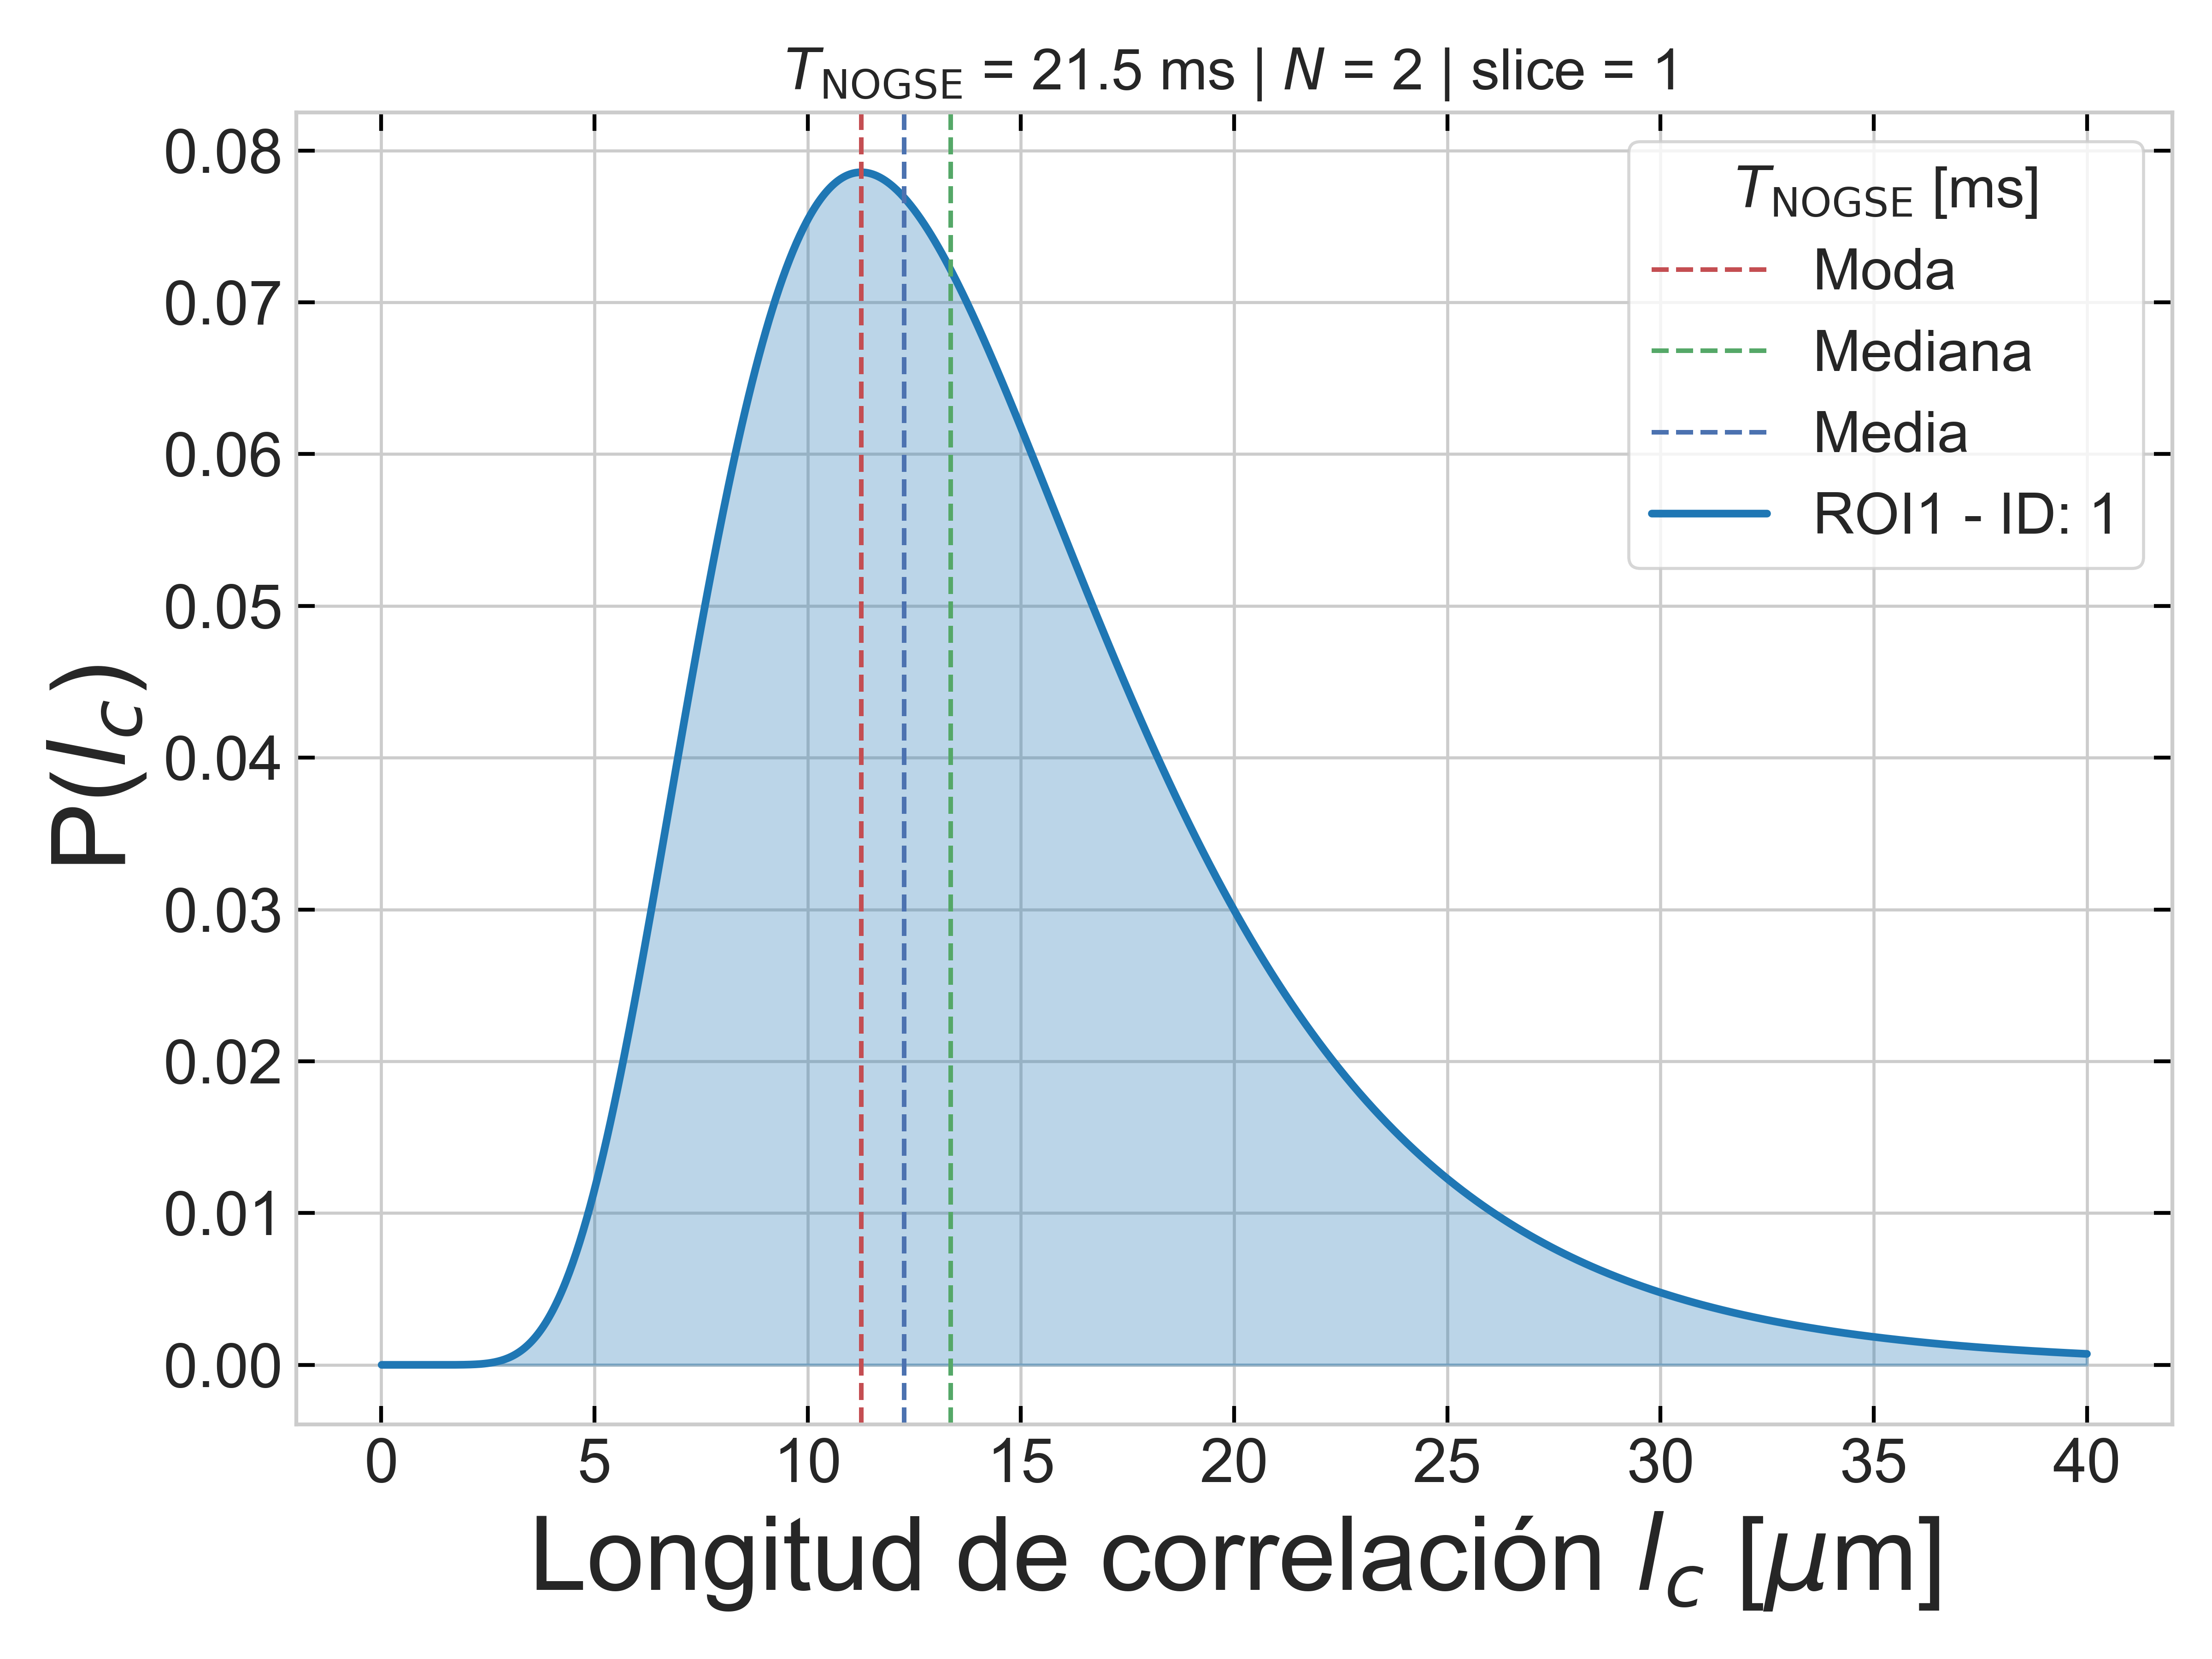 T_NOGSE = 21.5 ms | N = 2 | slice = 1
T_NOGSE [ms]
Moda
Mediana
Media
ROI1 - ID: 1
P(l_c)
0.08
0.07
0.06
0.05
0.04
0.03
0.02
0.01
0.00
0 5 10 15 20 25 30 35 40
Longitud de correlación l_c [μm]